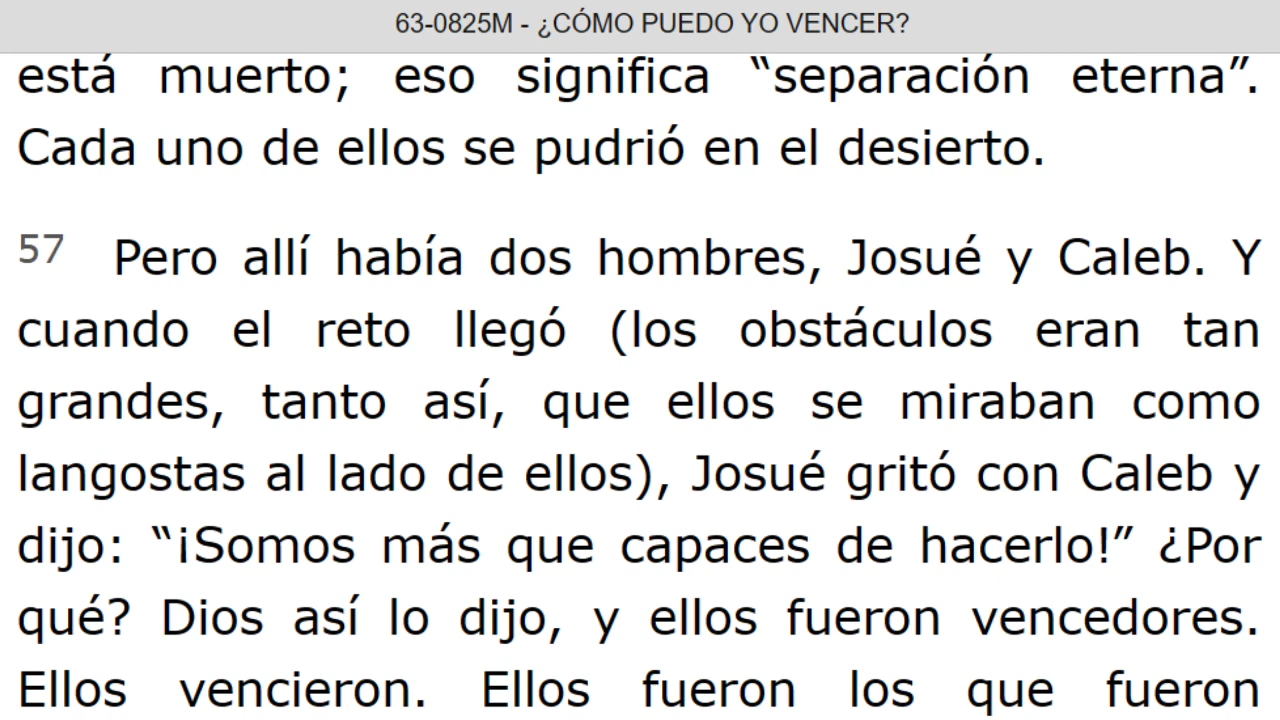 63-0825M - ¿CÓMO PUEDO YO VENCER?
está muerto; eso significa “separación eterna”.
Cada uno de ellos se pudrió en el desierto.
57 Pero allí había dos hombres, Josué y Caleb. Y
cuando el reto llegó (los obstáculos eran tan
grandes, tanto así, que ellos se miraban como
langostas al lado de ellos), Josué gritó con Caleb y
dijo: “¡Somos más que capaces de hacerlo!” ¿Por
qué? Dios así lo dijo, y ellos fueron vencedores.
Ellos vencieron. Ellos fueron los que fueron